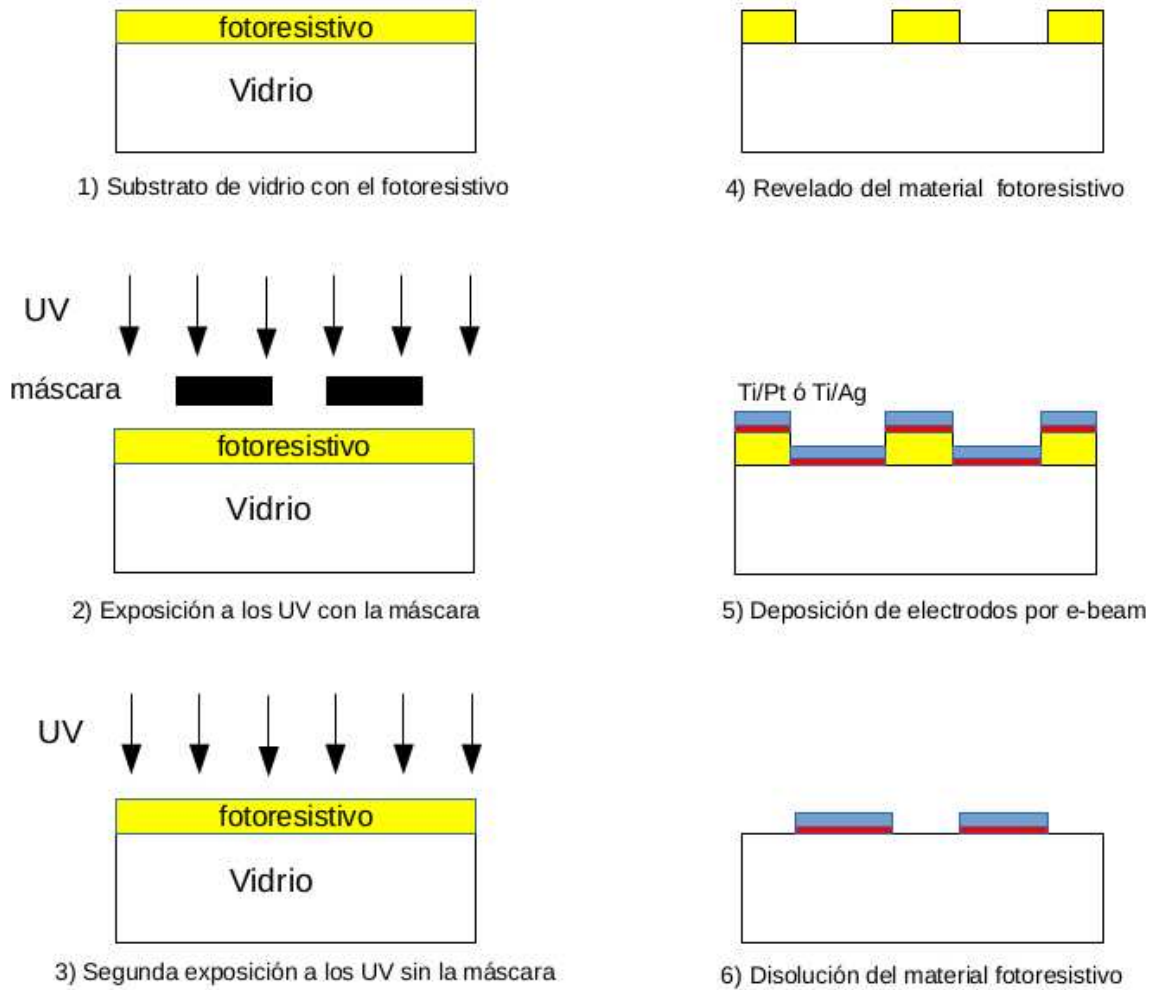 fotoresistivo
Vidrio
1) Substrato de vidrio con el fotoresistivo
UV
máscara
fotoresistivo
Vidrio
2) Exposición a los UV con la máscara
UV
fotoresistivo
Vidrio
3) Segunda exposición a los UV sin la máscara
4) Revelado del material fotoresistivo
Ti/Pt ó Ti/Ag
5) Deposición de electrodos por e-beam
6) Disolución del material fotoresistivo